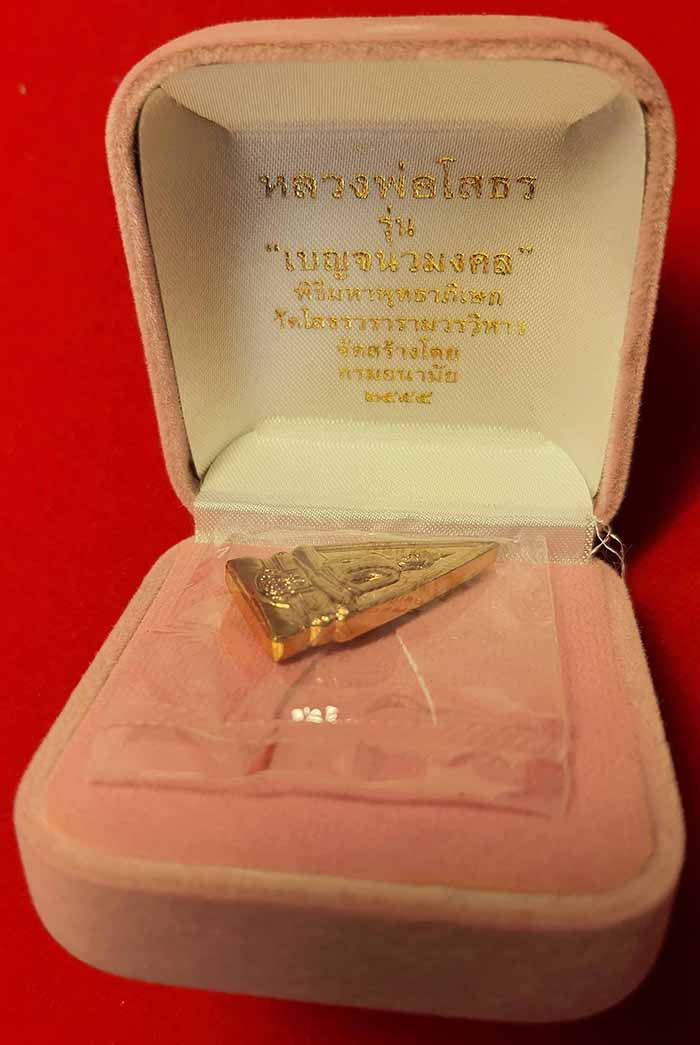 หลวงพ่อโสธร
รุ่น
"เบญจนวมงคล"
พิธีมหาพุทธาภิเษก
วัดโสธรวรารามวรวิหาร
จัดสร้างโดย
กรมอนามัย
๒๕๕๕